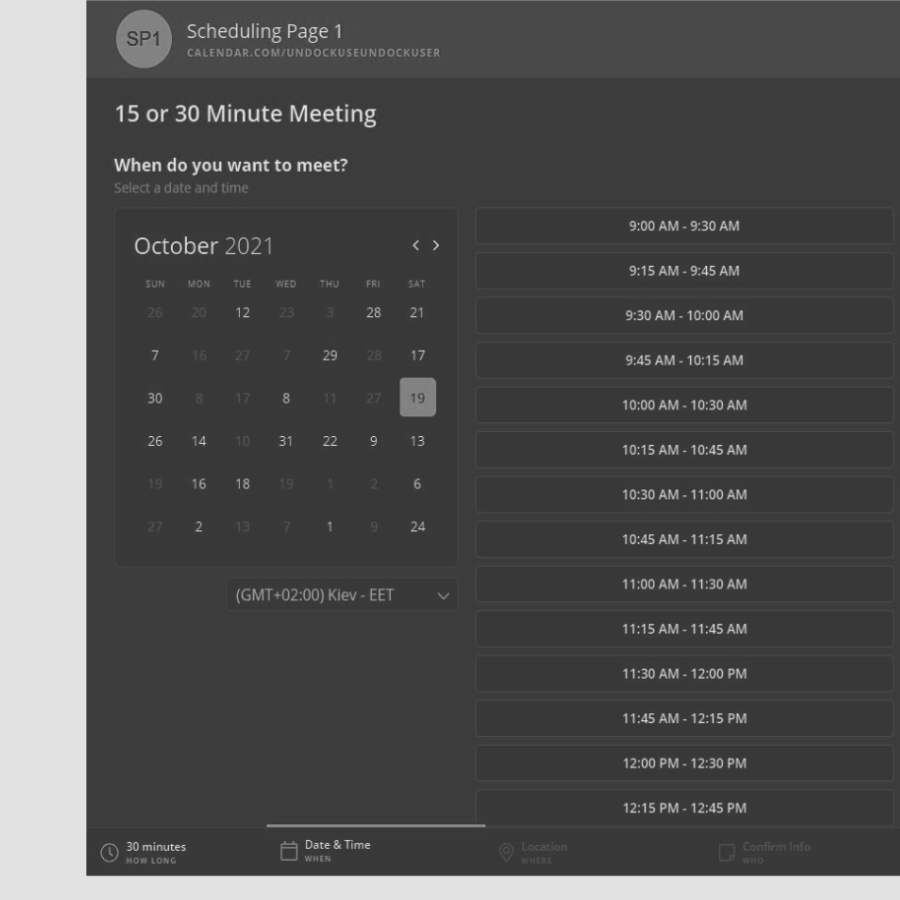 SP1
Scheduling Page 1
CALENDAR.COM/UNDOCKUSEUNDOCKUSER
15 or 30 Minute Meeting
When do you want to meet?
Select a date and time
October 2021
SUN MON TUE WED THU FRI SAT
26 20 12 23 3 28 21
7 16 27 7 29 28 17
30 8 17 8 11 27 19
26 14 10 31 22 9 13
19 16 18 19 1 2 6
27 2 13 7 1 9 24
(GMT+02:00) Kiev - EET
9:00 AM - 9:30 AM
9:15 AM - 9:45 AM
9:30 AM - 10:00 AM
9:45 AM - 10:15 AM
10:00 AM - 10:30 AM
10:15 AM - 10:45 AM
10:30 AM - 11:00 AM
10:45 AM - 11:15 AM
11:00 AM - 11:30 AM
11:15 AM - 11:45 AM
11:30 AM - 12:00 PM
11:45 AM - 12:15 PM
12:00 PM - 12:30 PM
12:15 PM - 12:45 PM
30 minutes
HOW LONG
Date & Time
WHEN
Location
WHERE
Confirm Info
WHO